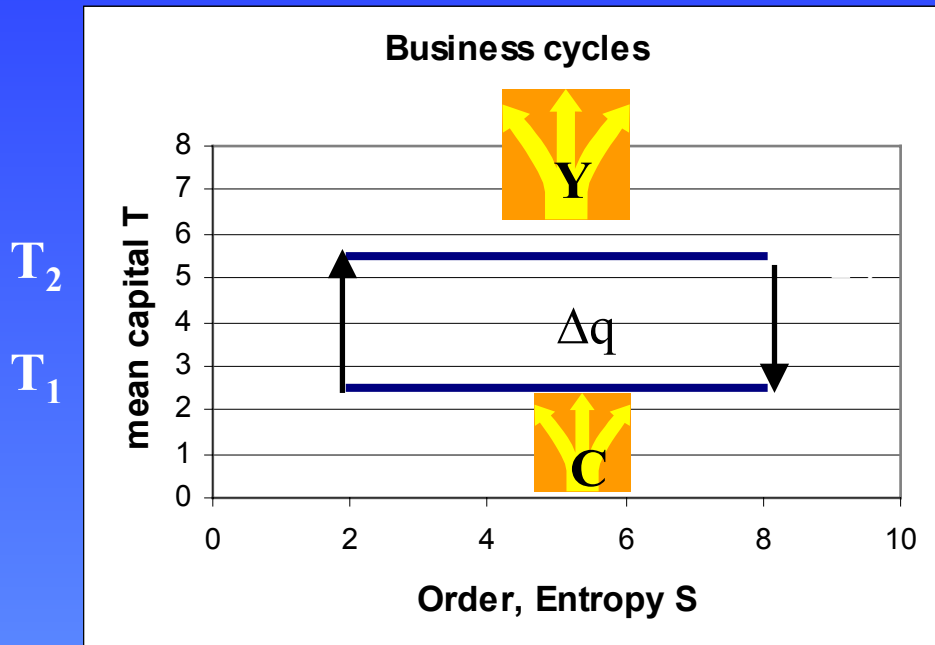 Business cycles
Y
8
7
6
5
4
3
2
1
0
mean capital T
T₂
T₁
Δq
C
0 2 4 6 8 10
Order, Entropy S